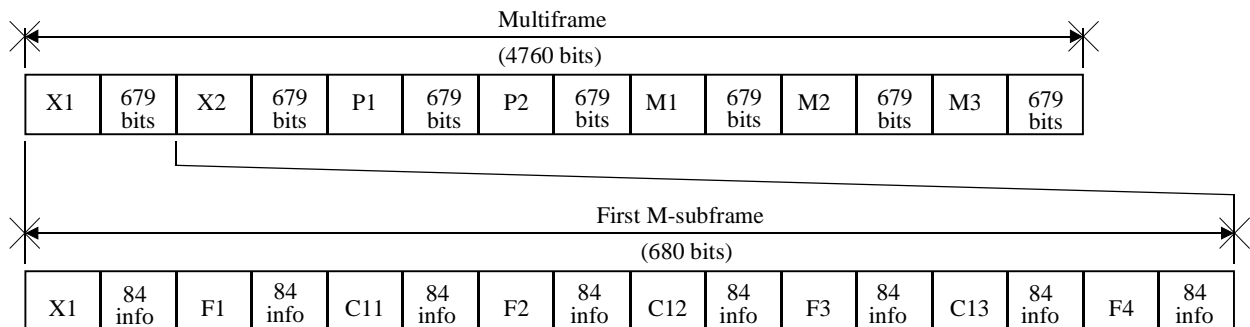 Multiframe
(4760 bits)
X1 679 bits X2 679 bits P1 679 bits P2 679 bits M1 679 bits M2 679 bits M3 679 bits
First M-subframe
(680 bits)
X1 84 info F1 84 info C11 84 info F2 84 info C12 84 info F3 84 info C13 84 info F4 84 info